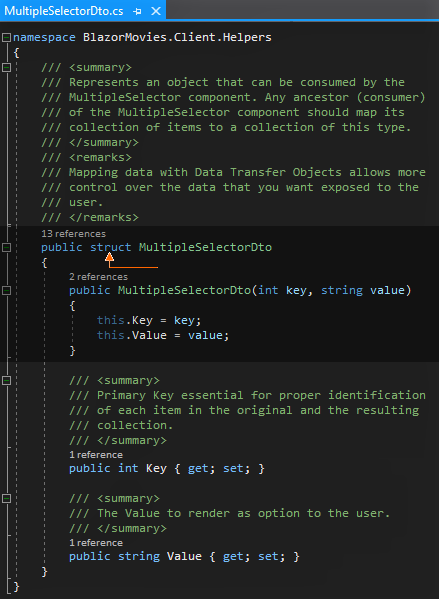 MultipleSelectorDto.cs
namespace BlazorMovies.Client.Helpers
{
/// <summary>
/// Represents an object that can be consumed by the
/// MultipleSelector component. Any ancestor (consumer)
/// of the MultipleSelector component should map its
/// collection of items to a collection of this type.
/// </summary>
/// <remarks>
/// Mapping data with Data Transfer Objects allows more
/// control over the data that you want exposed to the
/// user.
/// </remarks>
13 references
public struct MultipleSelectorDto
{
2 references
public MultipleSelectorDto(int key, string value)
{
this.Key = key;
this.Value = value;
}
/// <summary>
/// Primary Key essential for proper identification
/// of each item in the original and the resulting
/// collection.
/// </summary>
1 reference
public int Key { get; set; }
/// <summary>
/// The Value to render as option to the user.
/// </summary>
1 reference
public string Value { get; set; }
}
}